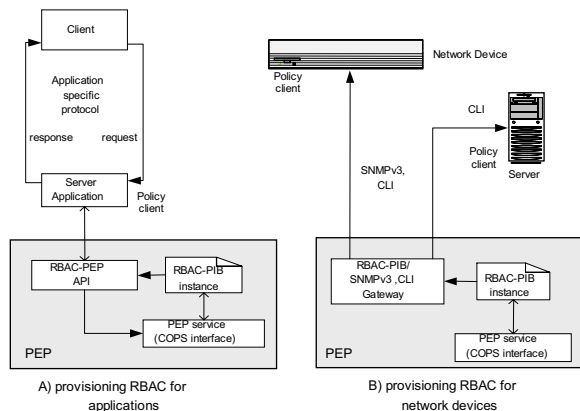 Client
Application
specific
protocol
response request
Server
Application
Policy
client
RBAC-PEP
API
RBAC-PIB
instance
PEP service
(COPS interface)
PEP
A) provisioning RBAC for
applications
Network Device
Policy
client
CLI
Policy
client
Server
SNMPv3,
CLI
RBAC-PIB/
SNMPv3 ,CLI
Gateway
RBAC-PIB
instance
PEP service
(COPS interface)
PEP
B) provisioning RBAC for
network devices